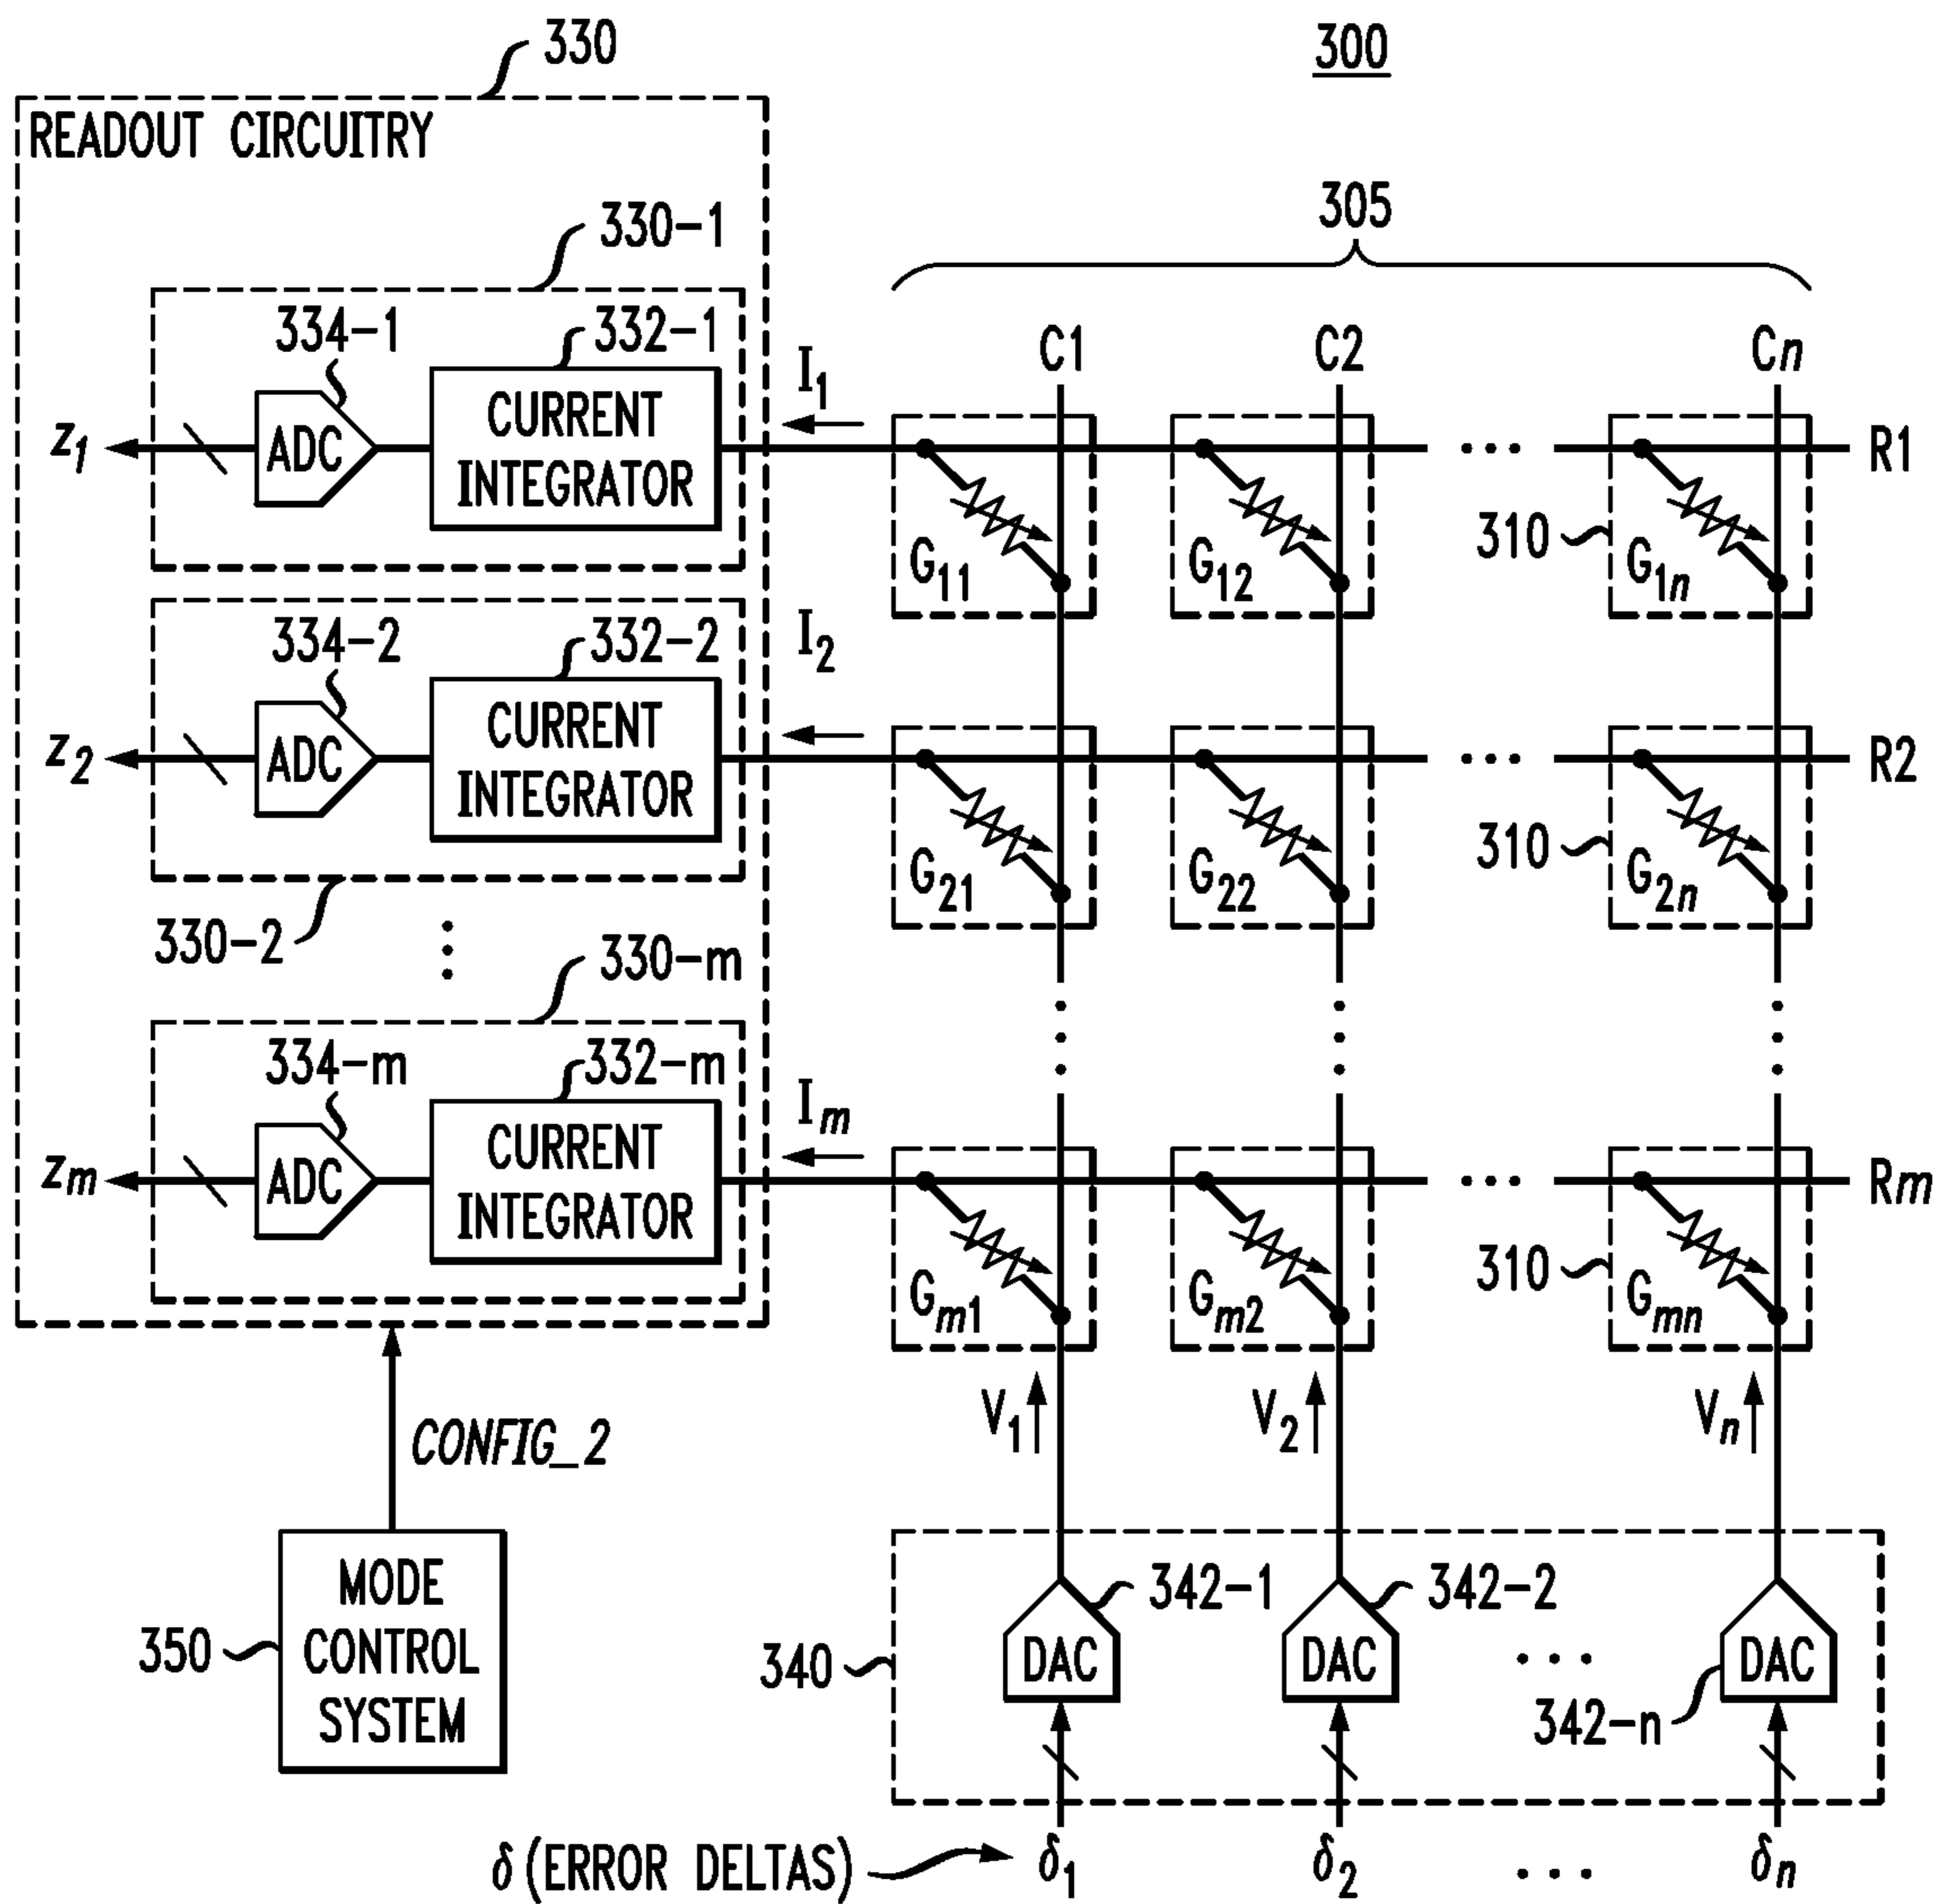 330
300
READOUT CIRCUITRY
305
330-1
334-1
332-1
I1
C1
C2
Cn
z1
ADC
CURRENT
INTEGRATOR
R1
310
G11
G12
G1n
334-2
332-2
I2
z2
ADC
CURRENT
INTEGRATOR
R2
310
G21
G22
G2n
330-2
⋮
330-m
334-m
332-m
Im
zm
ADC
CURRENT
INTEGRATOR
Rm
310
Gm1
Gm2
Gmn
CONFIG_2
V1
V2
Vn
350
MODE
CONTROL
SYSTEM
340
342-1
342-2
342-n
DAC
DAC
...
DAC
δ (ERROR DELTAS)
δ1
δ2
...
δn